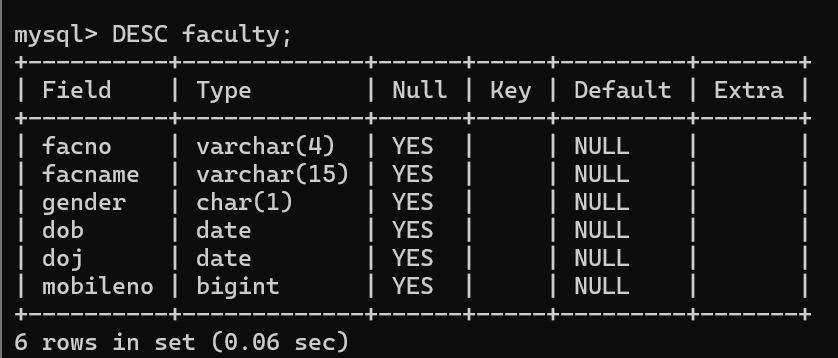 mysql> DESC faculty;
+----------+-------------+------+-----+---------+-------+
| Field    | Type        | Null | Key | Default | Extra |
+----------+-------------+------+-----+---------+-------+
| facno    | varchar(4)  | YES  |     | NULL    |       |
| facname  | varchar(15) | YES  |     | NULL    |       |
| gender   | char(1)     | YES  |     | NULL    |       |
| dob      | date        | YES  |     | NULL    |       |
| doj      | date        | YES  |     | NULL    |       |
| mobileno | bigint      | YES  |     | NULL    |       |
+----------+-------------+------+-----+---------+-------+
6 rows in set (0.06 sec)